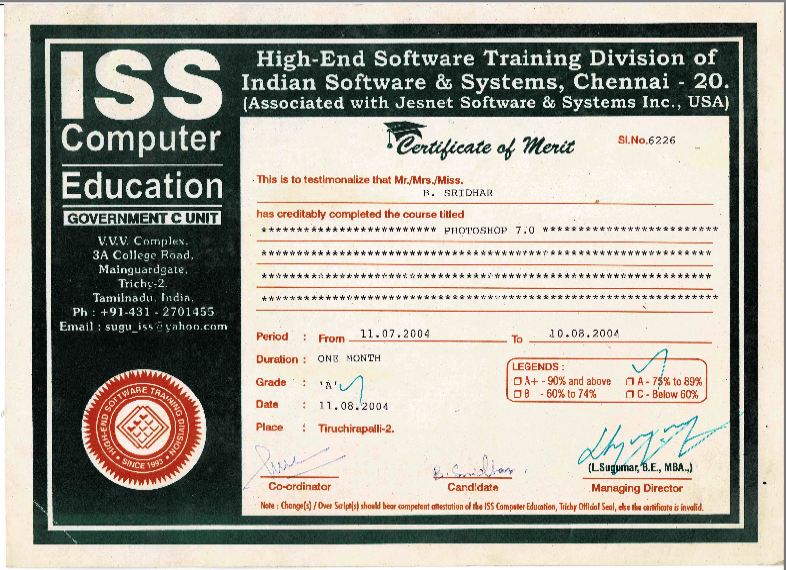 ISS
Computer
Education
GOVERNMENT C UNIT
V.V.V. Complex,
3A College Road,
Mainguardgate,
Trichy-2.
Tamilnadu, India.
Ph : +91-431 - 2701455
Email : sugu_iss@yahoo.com
HIGH-END SOFTWARE TRAINING DIVISION
SINCE 1993
High-End Software Training Division of
Indian Software & Systems, Chennai - 20.
(Associated with Jesnet Software & Systems Inc., USA)
Certificate of Merit
Sl.No.6226
This is to testimonalize that Mr./Mrs./Miss.
B. SRIDHAR
has creditably completed the course titled
************************ PHOTOSHOP 7.0 ************************
Period : From 11.07.2004 To 10.08.2004
Duration : ONE MONTH
Grade : 'A'
Date : 11.08.2004
Place : Tiruchirapalli-2.
LEGENDS :
A+ - 90% and above A - 75% to 89%
B - 60% to 74% C - Below 60%
B. Sridhar.
(L.Sugumar, B.E., MBA.,)
Co-ordinator Candidate Managing Director
Note : Change(s) / Over Script(s) should bear competent attestation of the ISS Computer Education, Trichy Official Seal, else the certificate is invalid.